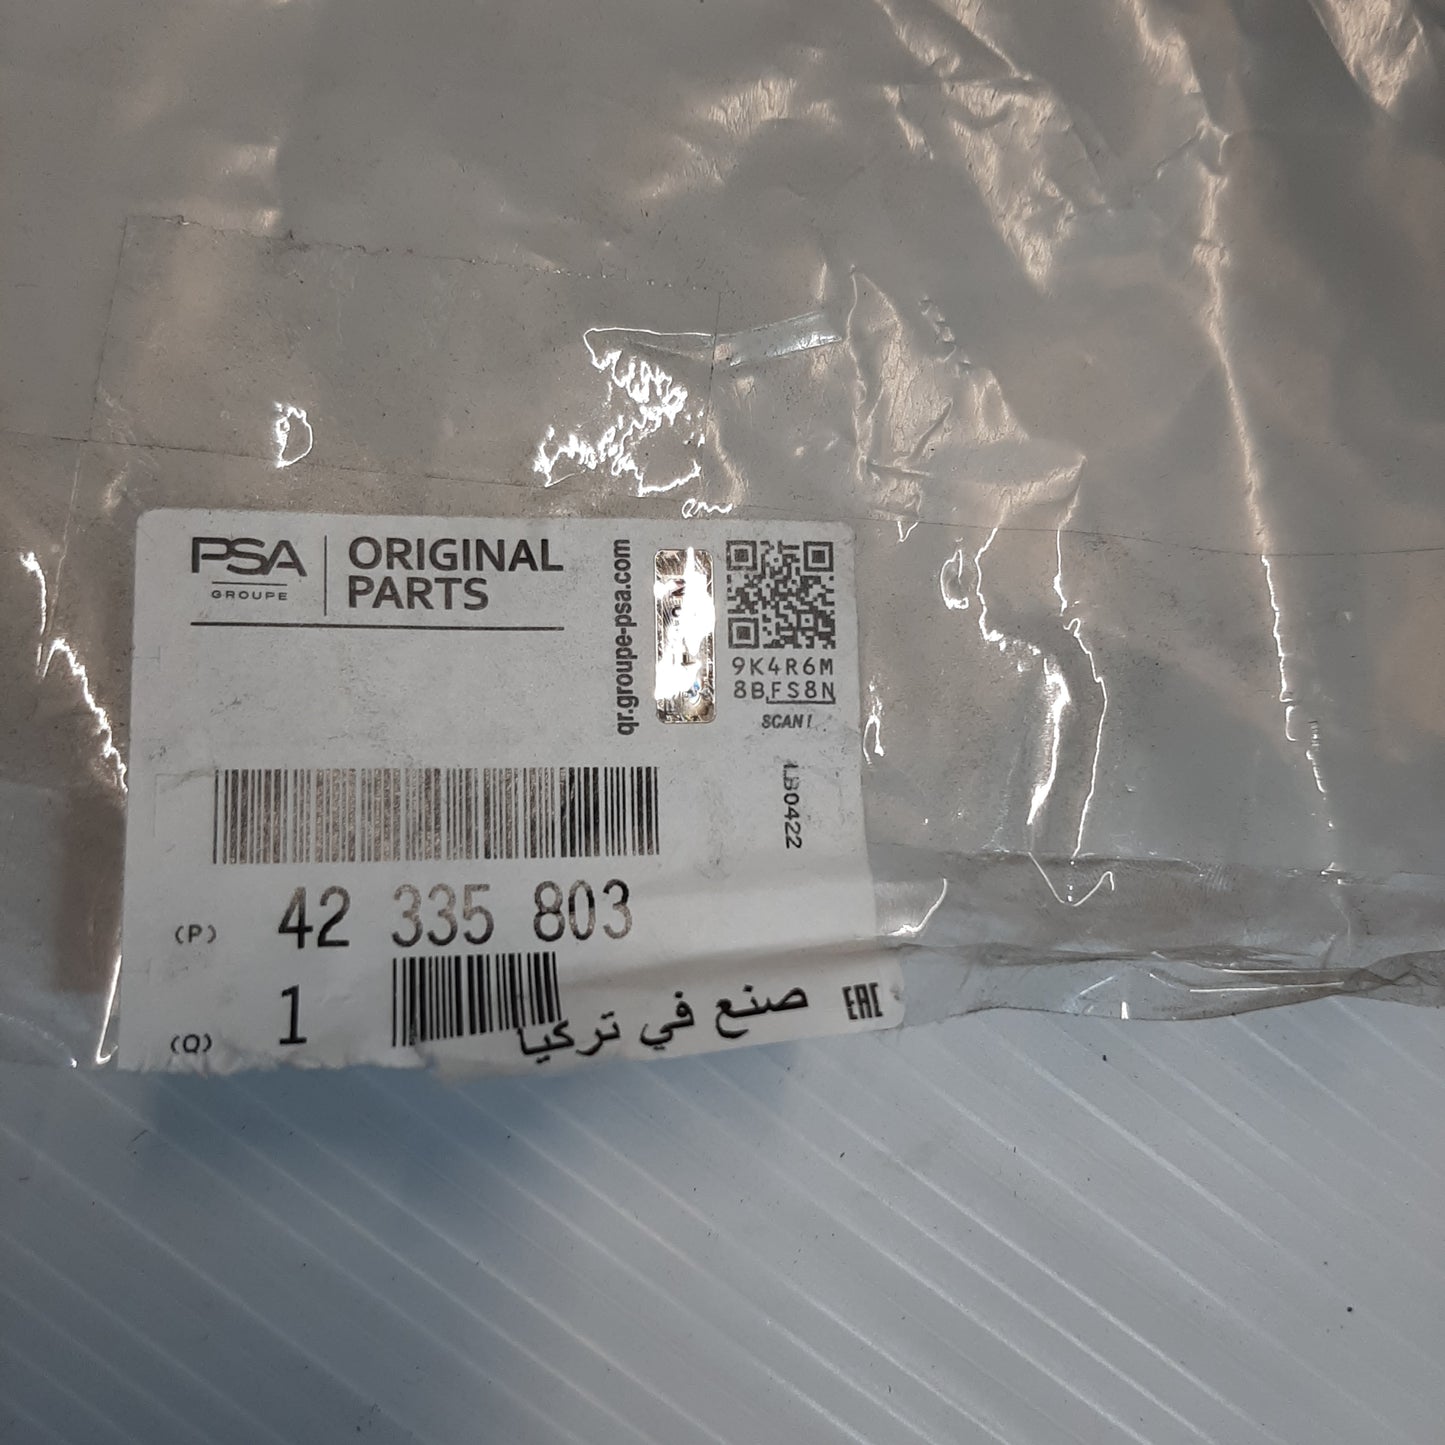 PSA
GROUPE
ORIGINAL
PARTS
qr.groupe-psa.com
9K4R6M
8BFS8N
SCAN!
LB0422
(P) 42 335 803
(Q) 1
صنع في تركيا
EAC